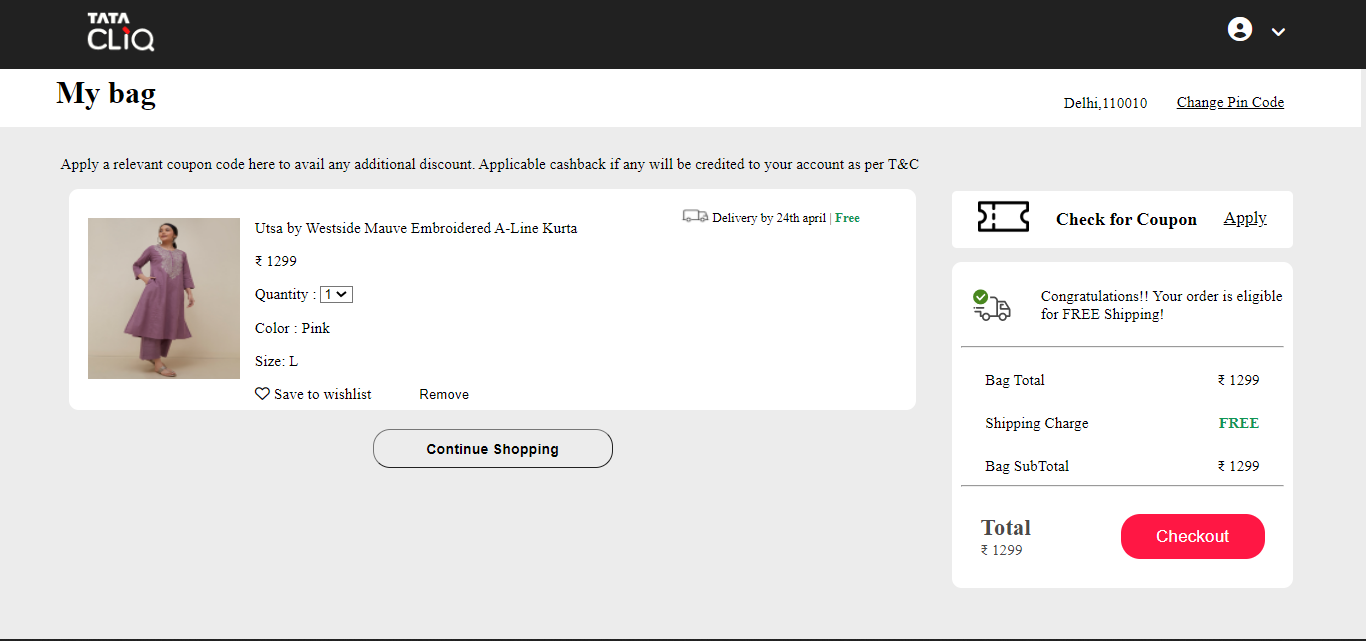 TATA
CLiQ
My bag
Delhi,110010 Change Pin Code
Apply a relevant coupon code here to avail any additional discount. Applicable cashback if any will be credited to your account as per T&C
Utsa by Westside Mauve Embroidered A-Line Kurta
Delivery by 24th april | Free
₹ 1299
Quantity : 1
Color : Pink
Size: L
Save to wishlist Remove
Continue Shopping
Check for Coupon Apply
Congratulations!! Your order is eligible
for FREE Shipping!
Bag Total ₹ 1299
Shipping Charge FREE
Bag SubTotal ₹ 1299
Total
₹ 1299
Checkout